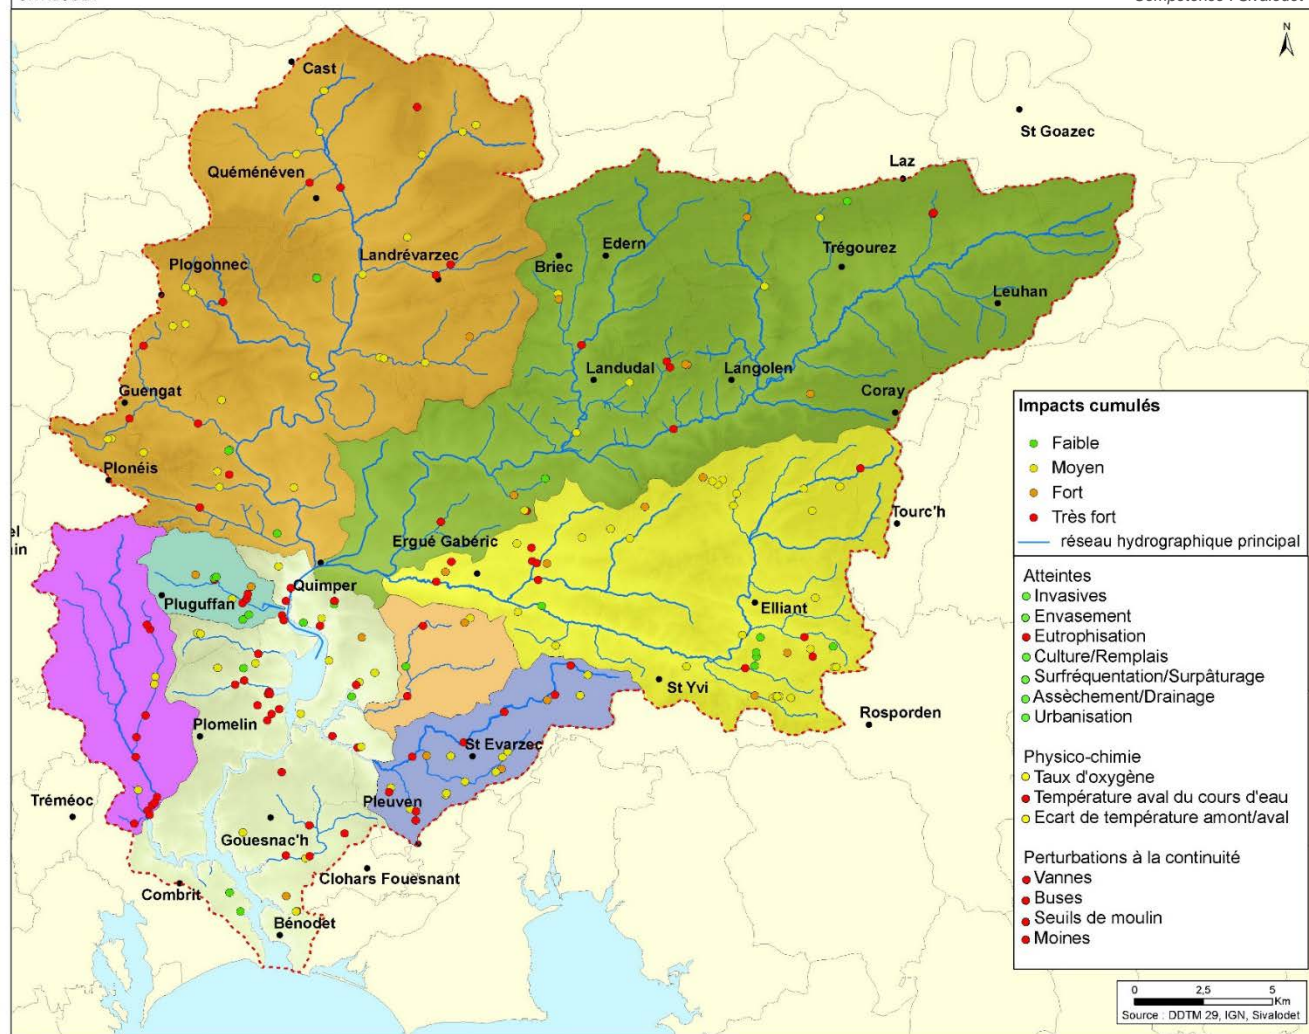 N
Cast
St Goazec
Laz
Quéménéven
Edern
Trégourez
Landrévarzec
Briec
Plogonnec
Leuhan
Landudal
Langolen
Guengat
Coray
Plonéis
Tourc'h
Ergué Gabéric
Quimper
Pluguffan
Elliant
St Yvi
Rosporden
Plomelin
St Evarzec
Tréméoc
Pleuven
Gouesnac'h
Clohars Fouesnant
Combrit
Bénodet
Impacts cumulés
Faible
Moyen
Fort
Très fort
réseau hydrographique principal
Atteintes
Invasives
Envasement
Eutrophisation
Culture/Remplais
Surfréquentation/Surpâturage
Assèchement/Drainage
Urbanisation
Physico-chimie
Taux d'oxygène
Température aval du cours d'eau
Ecart de température amont/aval
Perturbations à la continuité
Vannes
Buses
Seuils de moulin
Moines
0 2,5 5
Km
Source : DDTM 29, IGN, Sivalodet